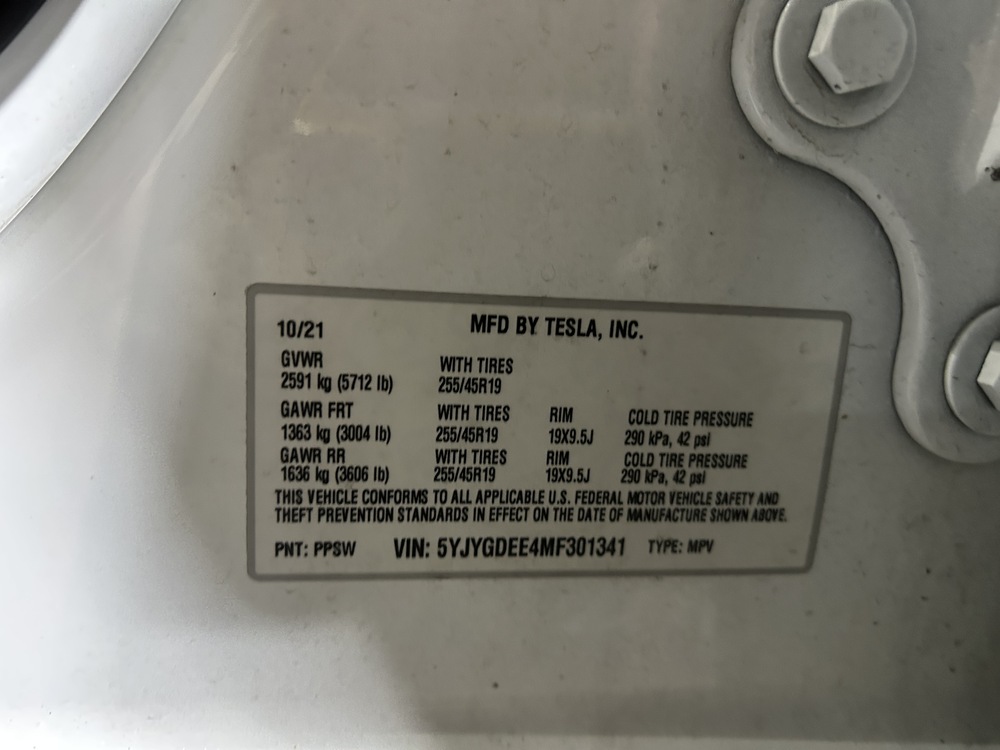 10/21 MFD BY TESLA, INC.
GVWR WITH TIRES
2591 kg (5712 lb) 255/45R19
GAWR FRT WITH TIRES RIM COLD TIRE PRESSURE
1363 kg (3004 lb) 255/45R19 19X9.5J 290 kPa, 42 psi
GAWR RR WITH TIRES RIM COLD TIRE PRESSURE
1636 kg (3606 lb) 255/45R19 19X9.5J 290 kPa, 42 psi
THIS VEHICLE CONFORMS TO ALL APPLICABLE U.S. FEDERAL MOTOR VEHICLE SAFETY AND
THEFT PREVENTION STANDARDS IN EFFECT ON THE DATE OF MANUFACTURE SHOWN ABOVE.
PNT: PPSW VIN: 5YJYGDEE4MF301341 TYPE: MPV